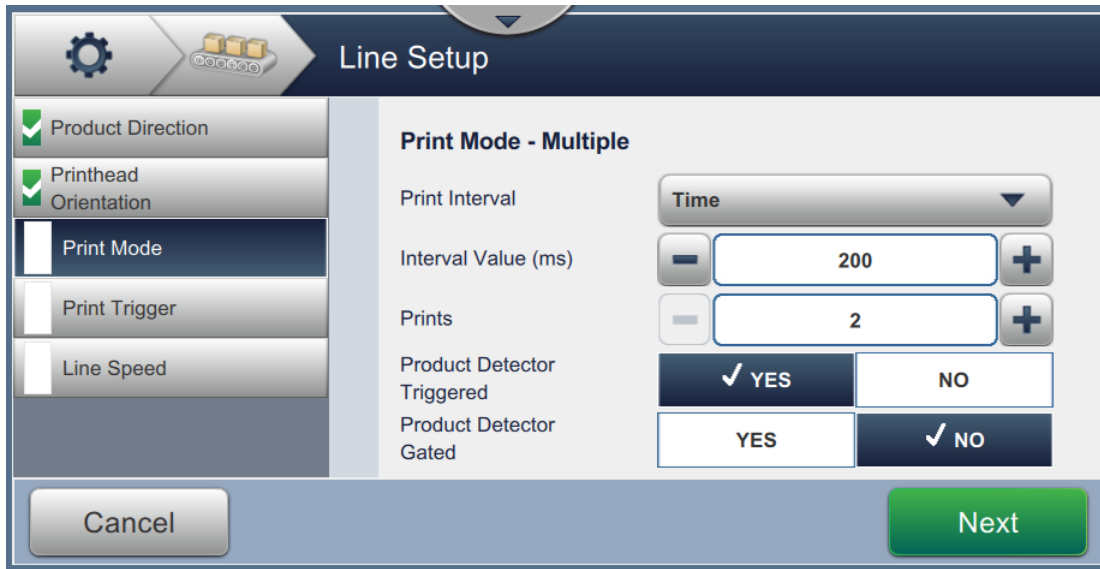 Line Setup
Product Direction
Printhead
Orientation
Print Mode
Print Trigger
Line Speed
Print Mode - Multiple
Print Interval
Time
Interval Value (ms)
200
Prints
2
Product Detector
Triggered
YES
NO
Product Detector
Gated
YES
NO
Cancel
Next